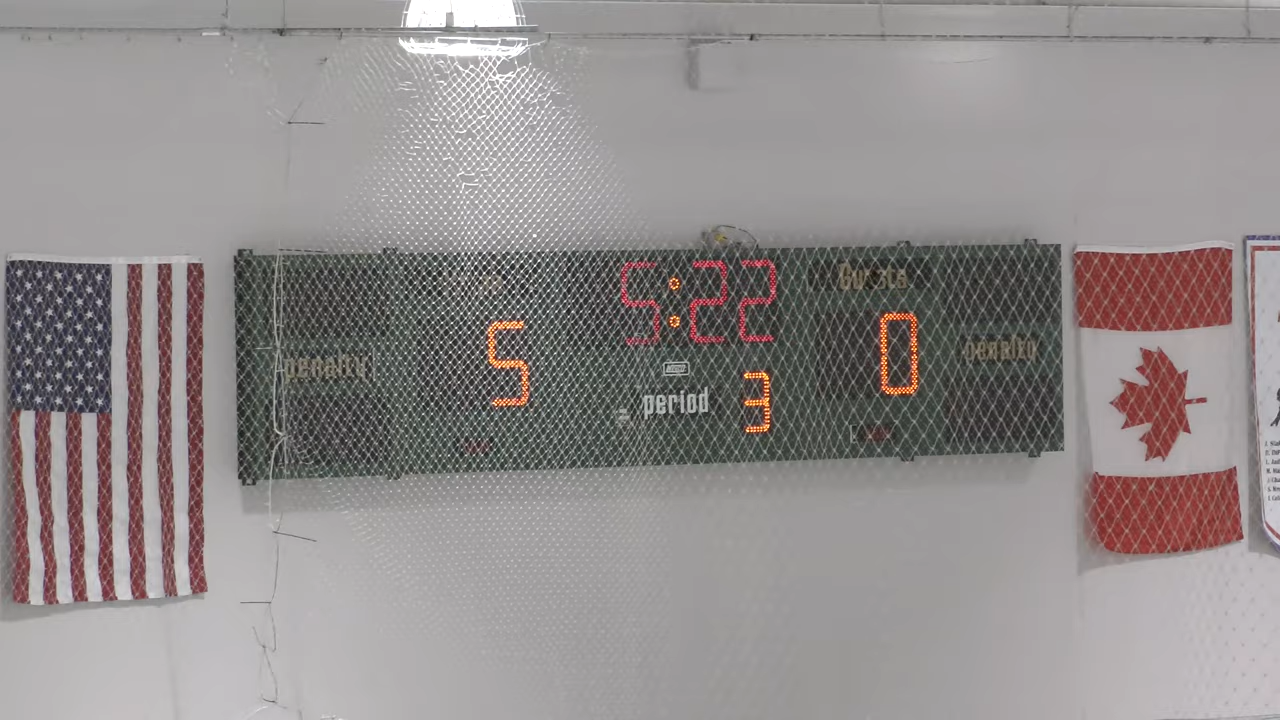 5:22
Guests
penalty
5
0
penalty
period
3